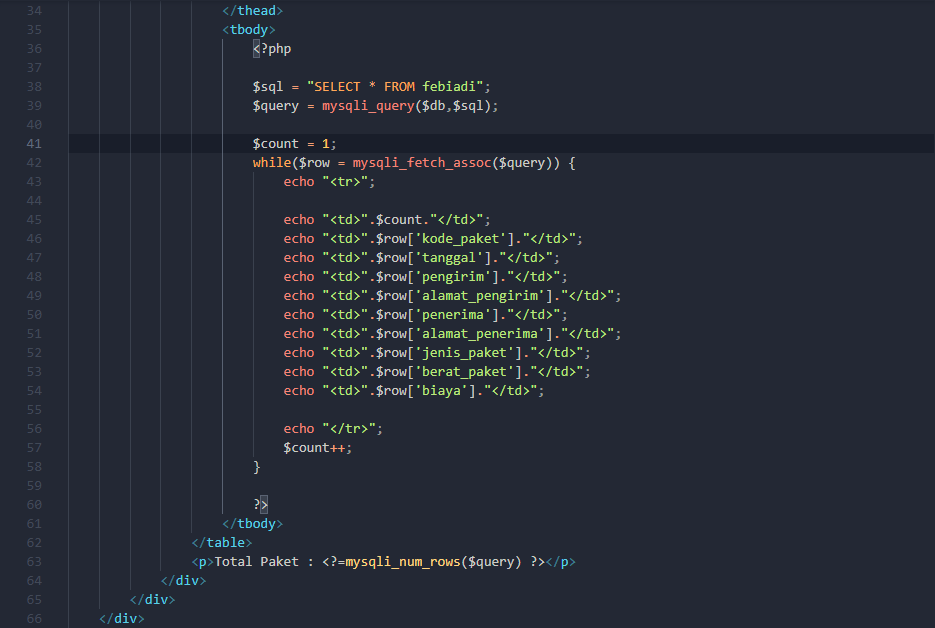 34 </thead>
35 <tbody>
36 <?php
37
38 $sql = "SELECT * FROM febiadi";
39 $query = mysqli_query($db,$sql);
40
41 $count = 1;
42 while($row = mysqli_fetch_assoc($query)) {
43 echo "<tr>";
44
45 echo "<td>".$count."</td>";
46 echo "<td>".$row['kode_paket']."</td>";
47 echo "<td>".$row['tanggal']."</td>";
48 echo "<td>".$row['pengirim']."</td>";
49 echo "<td>".$row['alamat_pengirim']."</td>";
50 echo "<td>".$row['penerima']."</td>";
51 echo "<td>".$row['alamat_penerima']."</td>";
52 echo "<td>".$row['jenis_paket']."</td>";
53 echo "<td>".$row['berat_paket']."</td>";
54 echo "<td>".$row['biaya']."</td>";
55
56 echo "</tr>";
57 $count++;
58 }
59
60 ?>
61 </tbody>
62 </table>
63 <p>Total Paket : <?=mysqli_num_rows($query) ?></p>
64 </div>
65 </div>
66 </div>